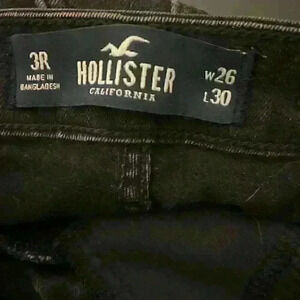 3R
MADE IN
BANGLADESH
HOLLISTER
CALIFORNIA
W26
L30